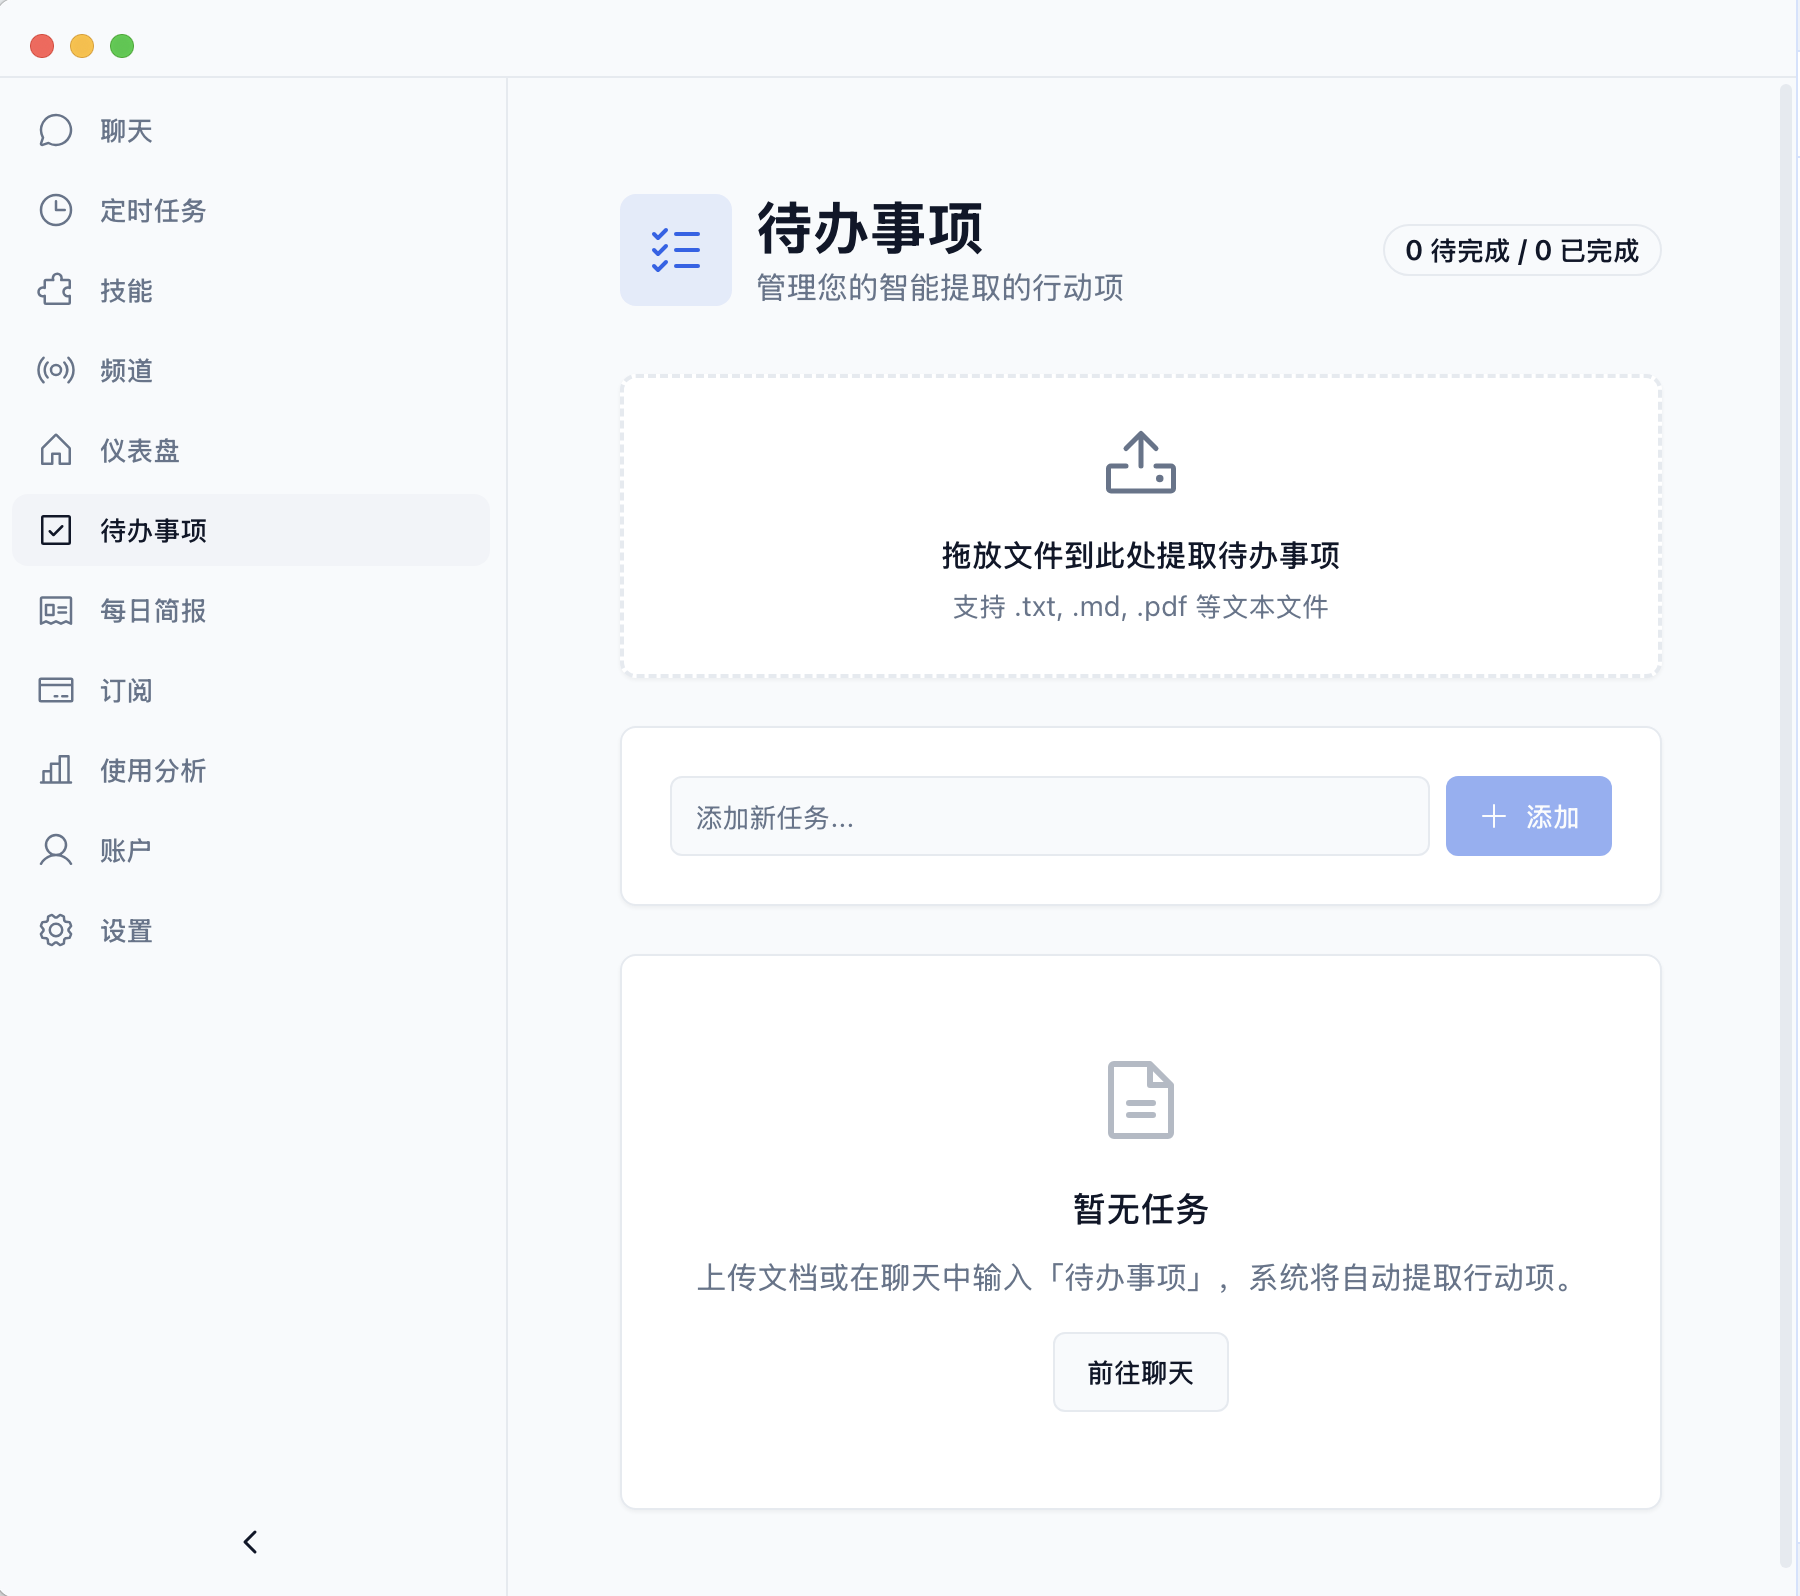 聊天
定时任务
技能
频道
仪表盘
待办事项
每日简报
订阅
使用分析
账户
设置
待办事项
管理您的智能提取的行动项
0 待完成 / 0 已完成
拖放文件到此处提取待办事项
支持 .txt, .md, .pdf 等文本文件
添加新任务...
添加
暂无任务
上传文档或在聊天中输入「待办事项」，系统将自动提取行动项。
前往聊天